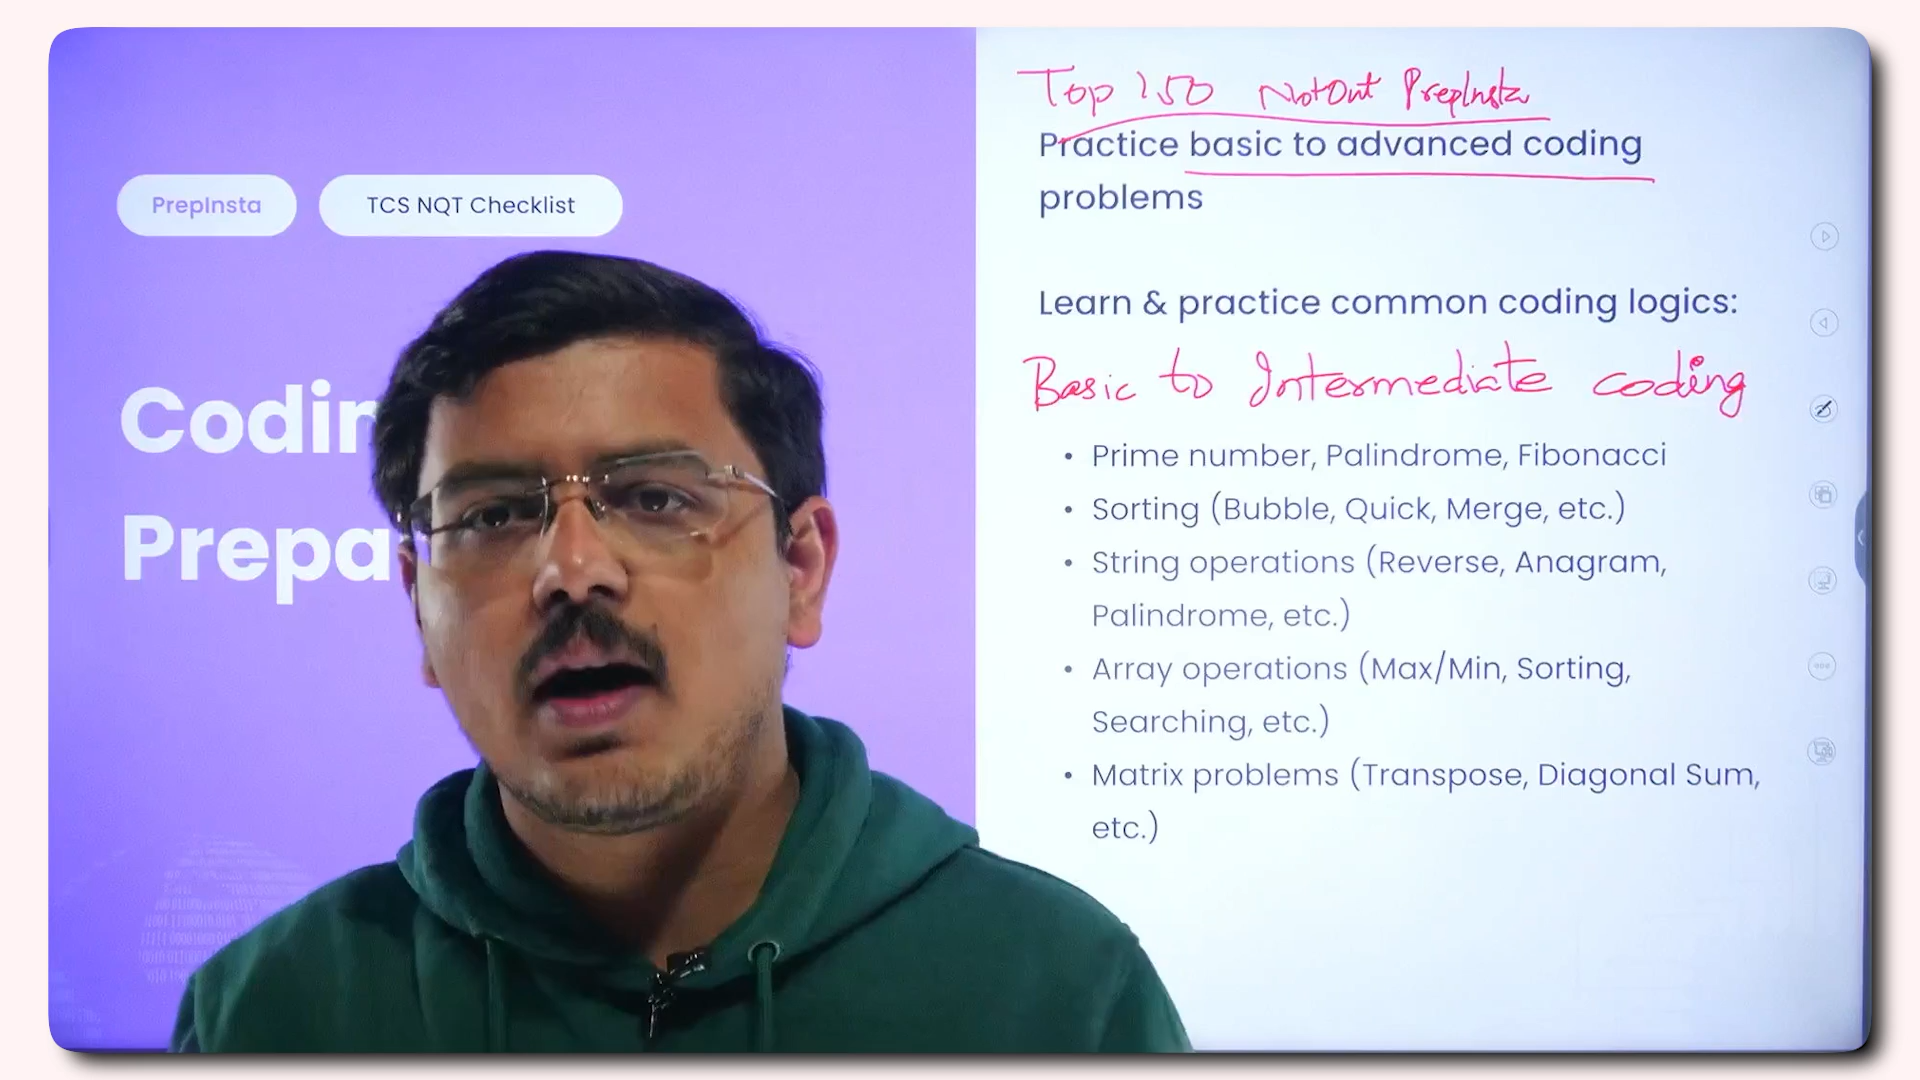 PrepInsta
TCS NQT Checklist
Codin
Prepa
Top 150 NotOut PrepInsta
Practice basic to advanced coding
problems
Learn & practice common coding logics:
Basic to Intermediate coding
• Prime number, Palindrome, Fibonacci
• Sorting (Bubble, Quick, Merge, etc.)
• String operations (Reverse, Anagram,
Palindrome, etc.)
• Array operations (Max/Min, Sorting,
Searching, etc.)
• Matrix problems (Transpose, Diagonal Sum,
etc.)